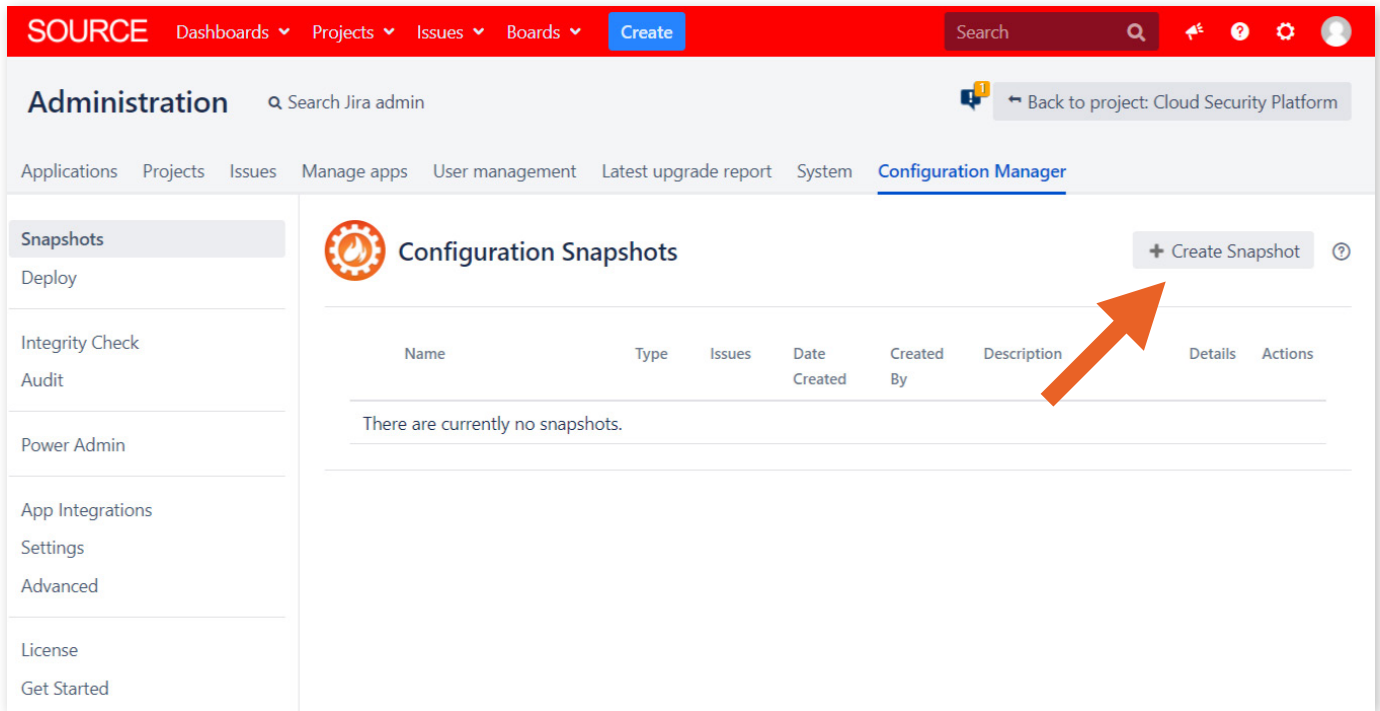 SOURCE Dashboards Projects Issues Boards Create Search
Administration Search Jira admin 1 Back to project: Cloud Security Platform
Applications Projects Issues Manage apps User management Latest upgrade report System Configuration Manager
Snapshots
Deploy
Integrity Check
Audit
Power Admin
App Integrations
Settings
Advanced
License
Get Started
Configuration Snapshots + Create Snapshot ?
Name Type Issues Date Created Created By Description Details Actions
There are currently no snapshots.